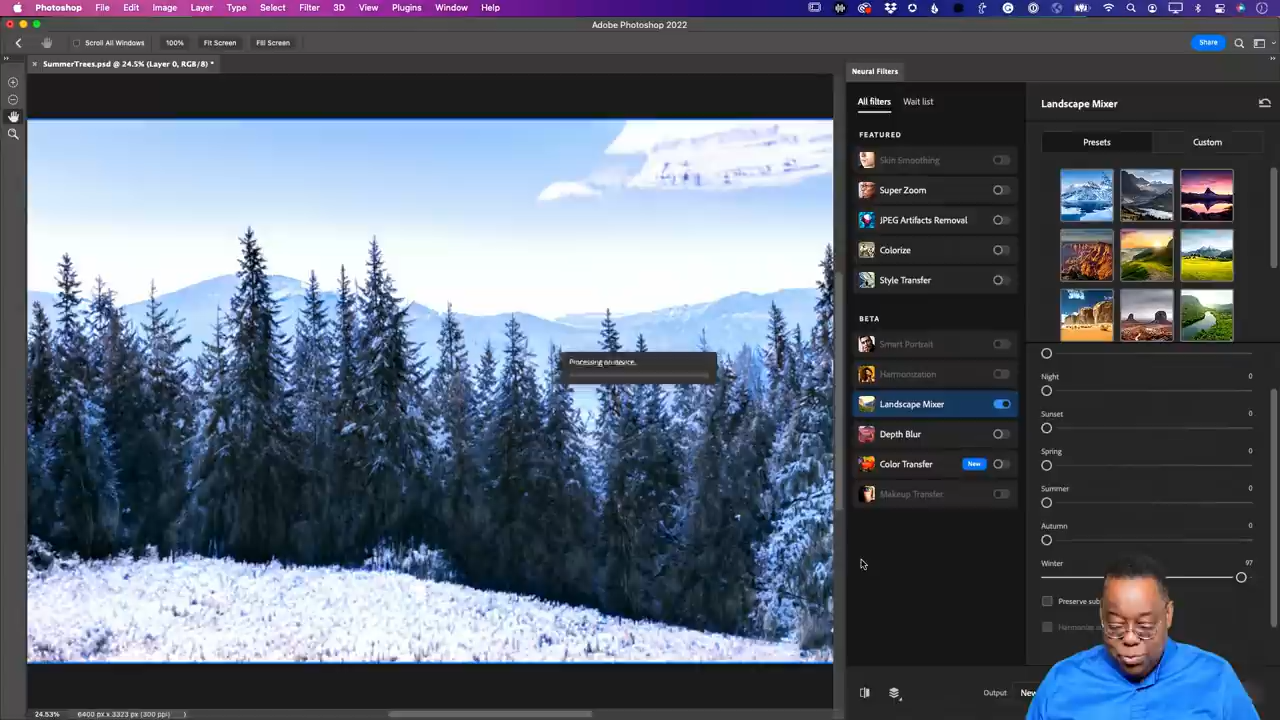 Photoshop File Edit Image Layer Type Select Filter 3D View Plugins Window Help
Adobe Photoshop 2022
Scroll All Windows 100% Fit Screen Fill Screen Share
SummerTrees.psd @ 24.5% (Layer 0, RGB/8) *
Neural Filters
All filters Wait list
FEATURED
Skin Smoothing
Super Zoom
JPEG Artifacts Removal
Colorize
Style Transfer
BETA
Smart Portrait
Harmonization
Landscape Mixer
Depth Blur
Color Transfer New
Makeup Transfer
Landscape Mixer
Presets Custom
Night 0
Sunset 0
Spring 0
Summer 0
Autumn 0
Winter 97
Preserve
Output
Processing on device...
24.53% 6400 px x 3323 px (300 ppi)